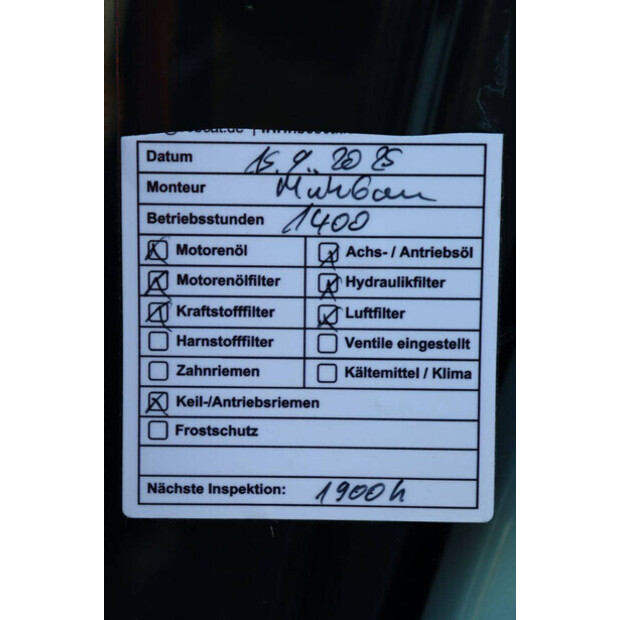 Datum 15.9. 2025
Monteur
Betriebsstunden 1400
Motorenöl Achs- / Antriebsöl
Motorenölfilter Hydraulikfilter
Kraftstofffilter Luftfilter
Harnstofffilter Ventile eingestellt
Zahnriemen Kältemittel / Klima
Keil-/Antriebsriemen
Frostschutz
Nächste Inspektion: 1900h